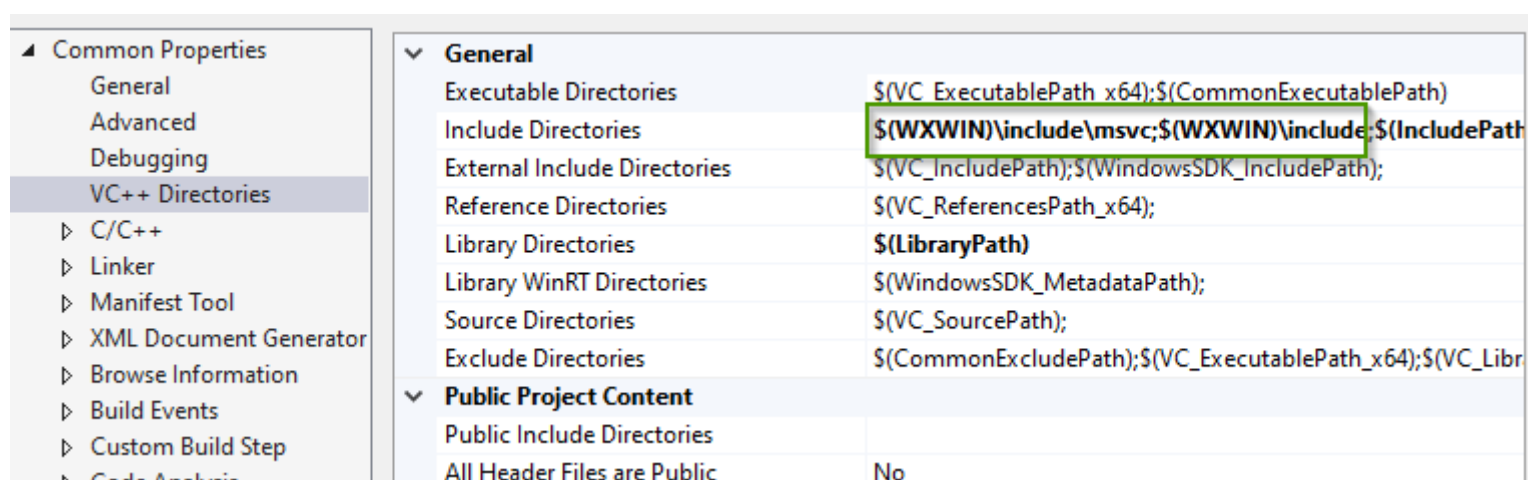 Common Properties
General
Advanced
Debugging
VC++ Directories
C/C++
Linker
Manifest Tool
XML Document Generator
Browse Information
Build Events
Custom Build Step
Code Analysis
General
Executable Directories $(VC_ExecutablePath_x64);$(CommonExecutablePath)
Include Directories $(WXWIN)\include\msvc;$(WXWIN)\include;$(IncludePath
External Include Directories $(VC_IncludePath);$(WindowsSDK_IncludePath);
Reference Directories $(VC_ReferencesPath_x64);
Library Directories $(LibraryPath)
Library WinRT Directories $(WindowsSDK_MetadataPath);
Source Directories $(VC_SourcePath);
Exclude Directories $(CommonExcludePath);$(VC_ExecutablePath_x64);$(VC_Libr
Public Project Content
Public Include Directories
All Header Files are Public No